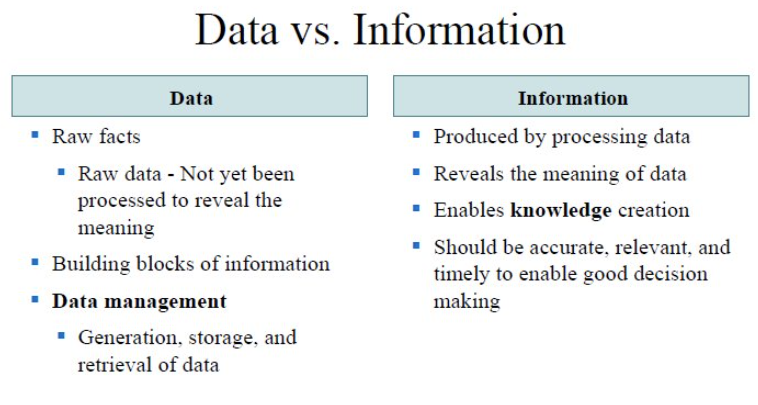 Data vs. Information
Data
Raw facts
Raw data - Not yet been
processed to reveal the
meaning
Building blocks of information
Data management
Generation, storage, and
retrieval of data
Information
Produced by processing data
Reveals the meaning of data
Enables knowledge creation
Should be accurate, relevant, and
timely to enable good decision
making